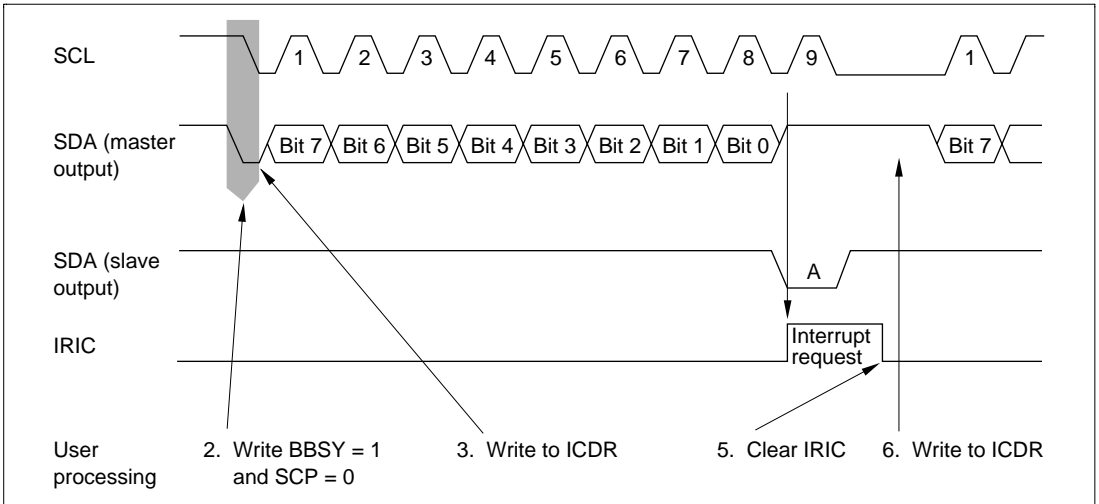 SCL
1 2 3 4 5 6 7 8 9 1
SDA (master
output)
Bit 7 Bit 6 Bit 5 Bit 4 Bit 3 Bit 2 Bit 1 Bit 0 Bit 7
SDA (slave
output)
A
IRIC
Interrupt
request
User
processing
2. Write BBSY = 1
and SCP = 0
3. Write to ICDR
5. Clear IRIC
6. Write to ICDR